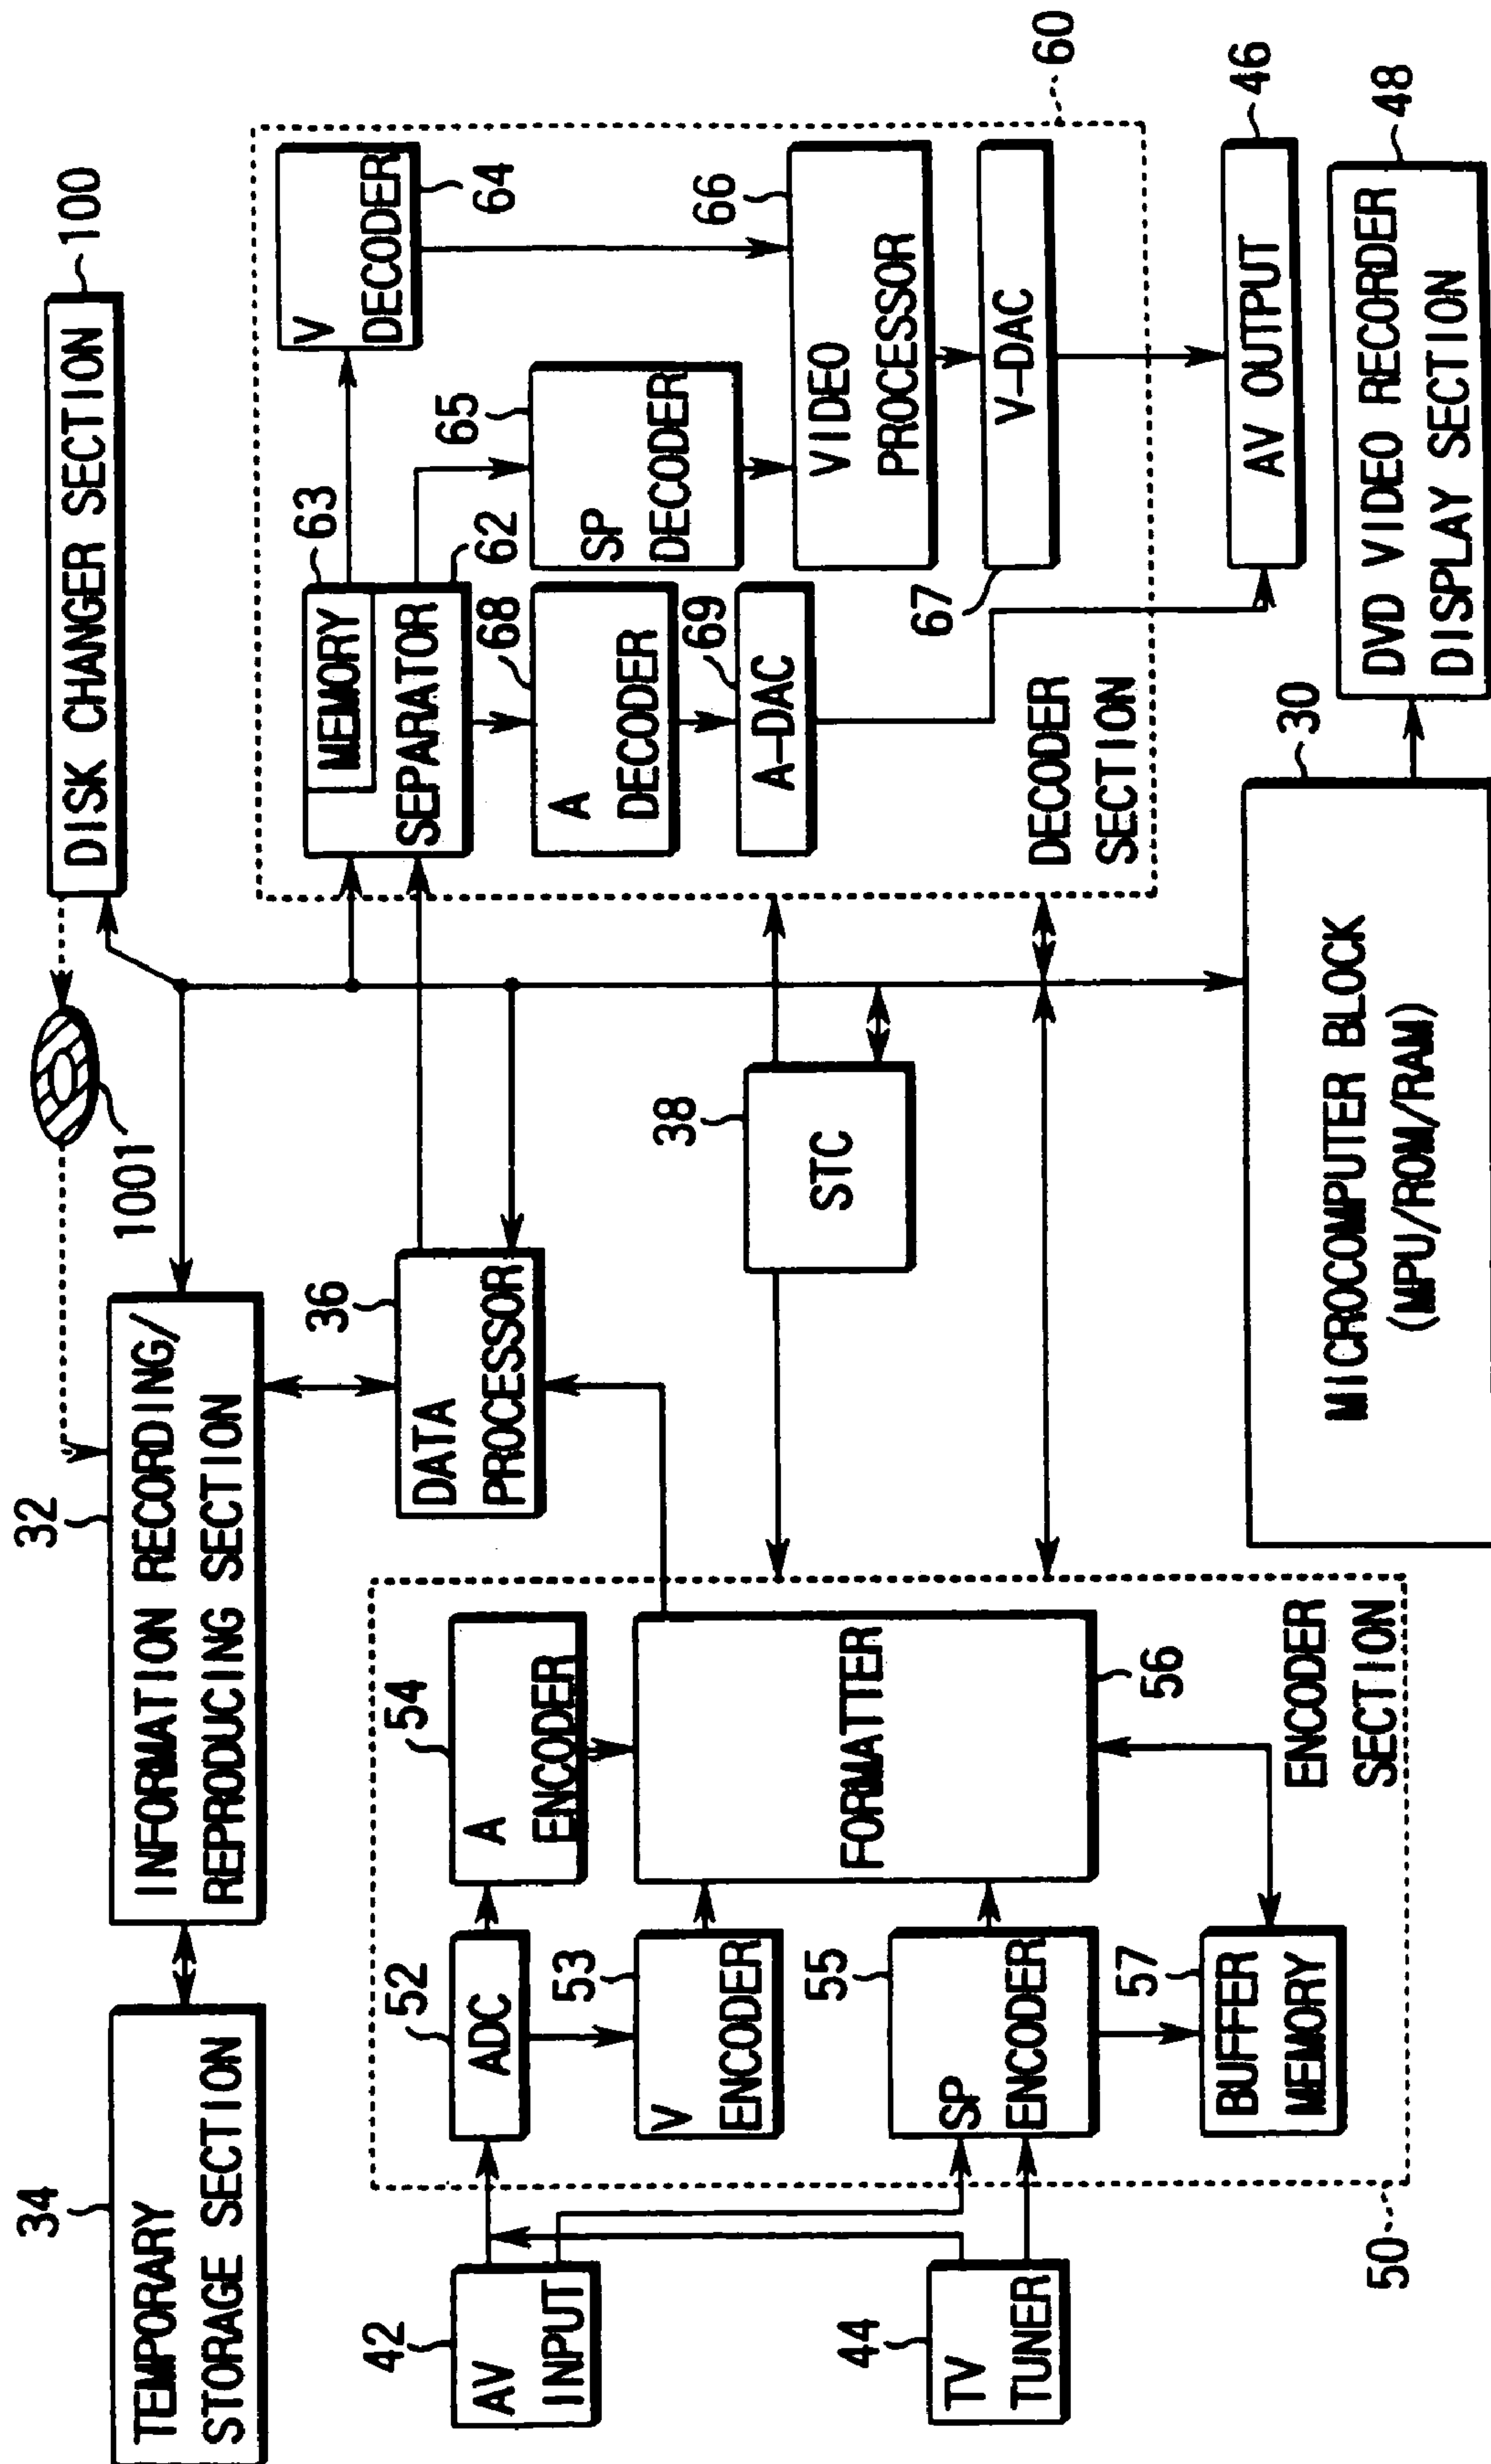 34
TEMPORARY
STORAGE SECTION
32
INFORMATION RECORDING/
REPRODUCING SECTION
1001
DISK CHANGER SECTION
100
36
DATA
PROCESSOR
38
STC
42
AV
INPUT
44
TV
TUNER
50
52
ADC
53
V
ENCODER
54
A
ENCODER
55
SP
ENCODER
56
FORMATTER
57
BUFFER
MEMORY
ENCODER
SECTION
63
MEMORY
SEPARATOR
62
V
DECODER
64
65
SP
DECODER
68
A
DECODER
69
A-DAC
66
VIDEO
PROCESSOR
67
V-DAC
DECODER
SECTION
60
AV OUTPUT
46
30
MICROCOMPUTER BLOCK
(MPU/ROM/RAM)
DVD VIDEO RECORDER
DISPLAY SECTION
48